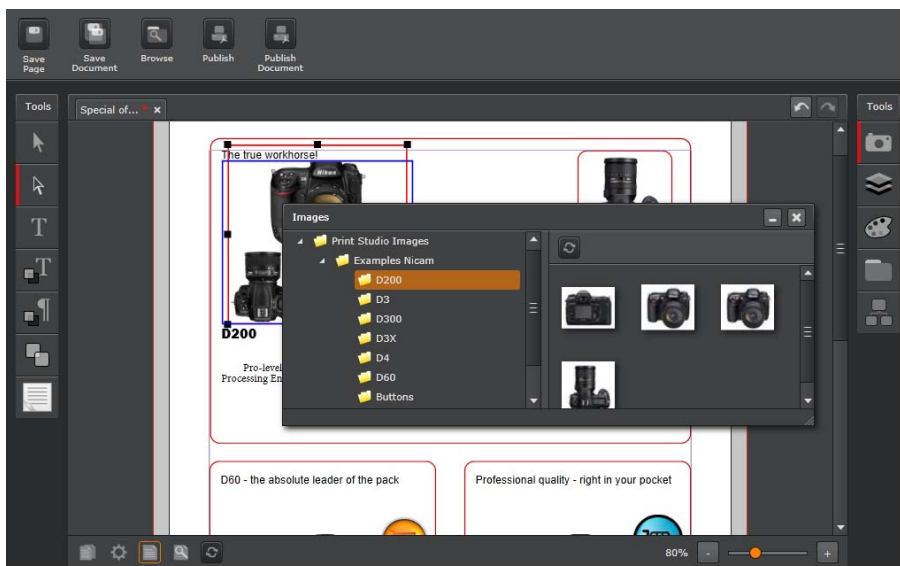 Save
Page
Save
Document
Browse
Publish
Publish
Document
Tools
Special of...* x
Tools
The true workhorse!
Nikon
Images
Print Studio Images
Examples Nicam
D200
D3
D300
D3X
D4
D60
Buttons
D200
Pro-level
Processing En
D60 - the absolute leader of the pack
Professional quality - right in your pocket
80%